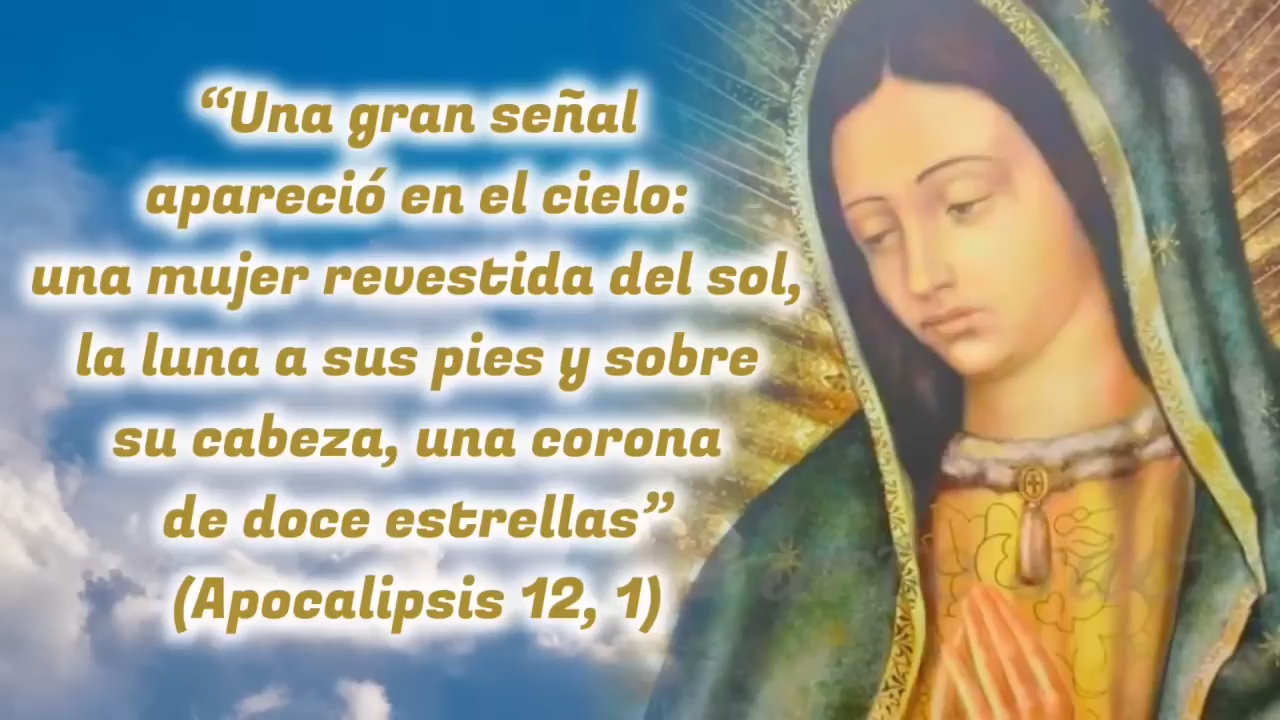 “Una gran señal
apareció en el cielo:
una mujer revestida del sol,
la luna a sus pies y sobre
su cabeza, una corona
de doce estrellas”
(Apocalipsis 12, 1)